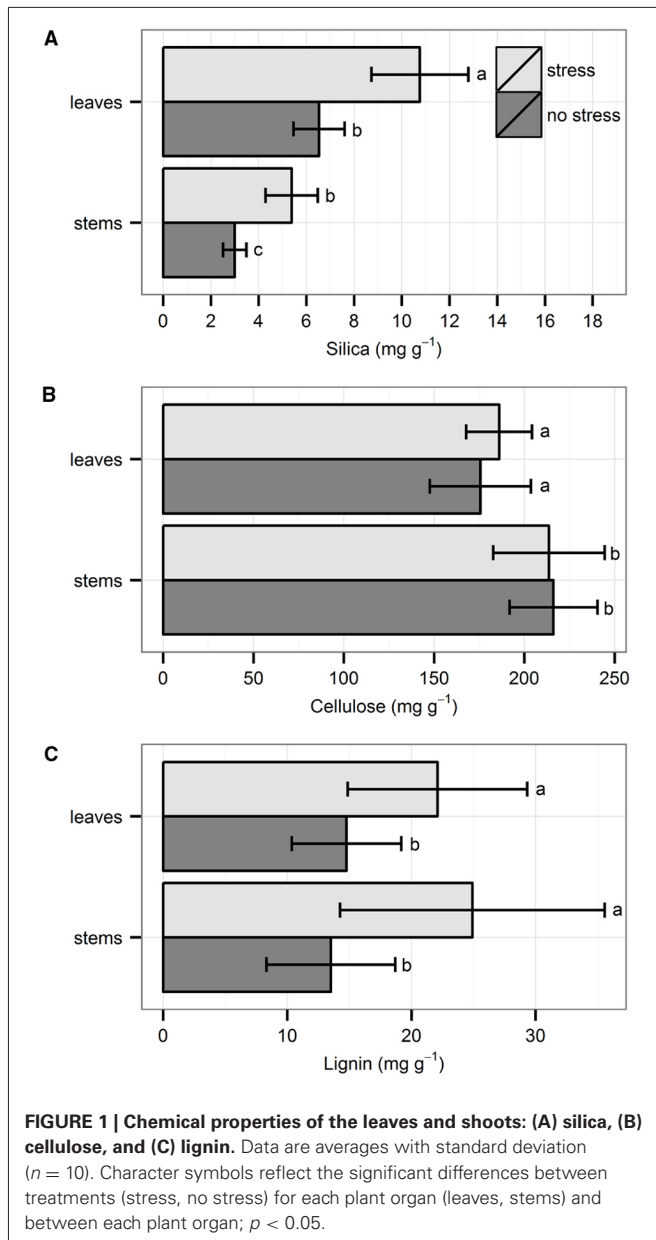 A
leaves
stems
a
b
b
c
stress
no stress
0 2 4 6 8 10 12 14 16 18
Silica (mg g⁻¹)
B
leaves
stems
a
a
b
b
0 50 100 150 200 250
Cellulose (mg g⁻¹)
C
leaves
stems
a
b
a
b
0 10 20 30
Lignin (mg g⁻¹)
FIGURE 1 | Chemical properties of the leaves and shoots: (A) silica, (B)
cellulose, and (C) lignin. Data are averages with standard deviation
(n = 10). Character symbols reflect the significant differences between
treatments (stress, no stress) for each plant organ (leaves, stems) and
between each plant organ; p < 0.05.